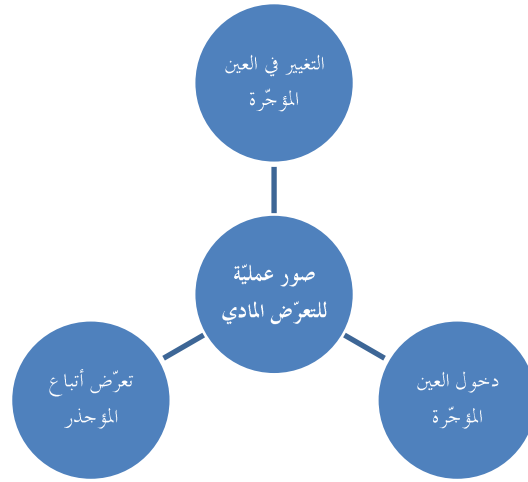 التغيير في العين
المؤجّرة
صور عمليّة
للتعرّض المادي
دخول العين
المؤجّرة
تعرّض أتباع
المؤجذر